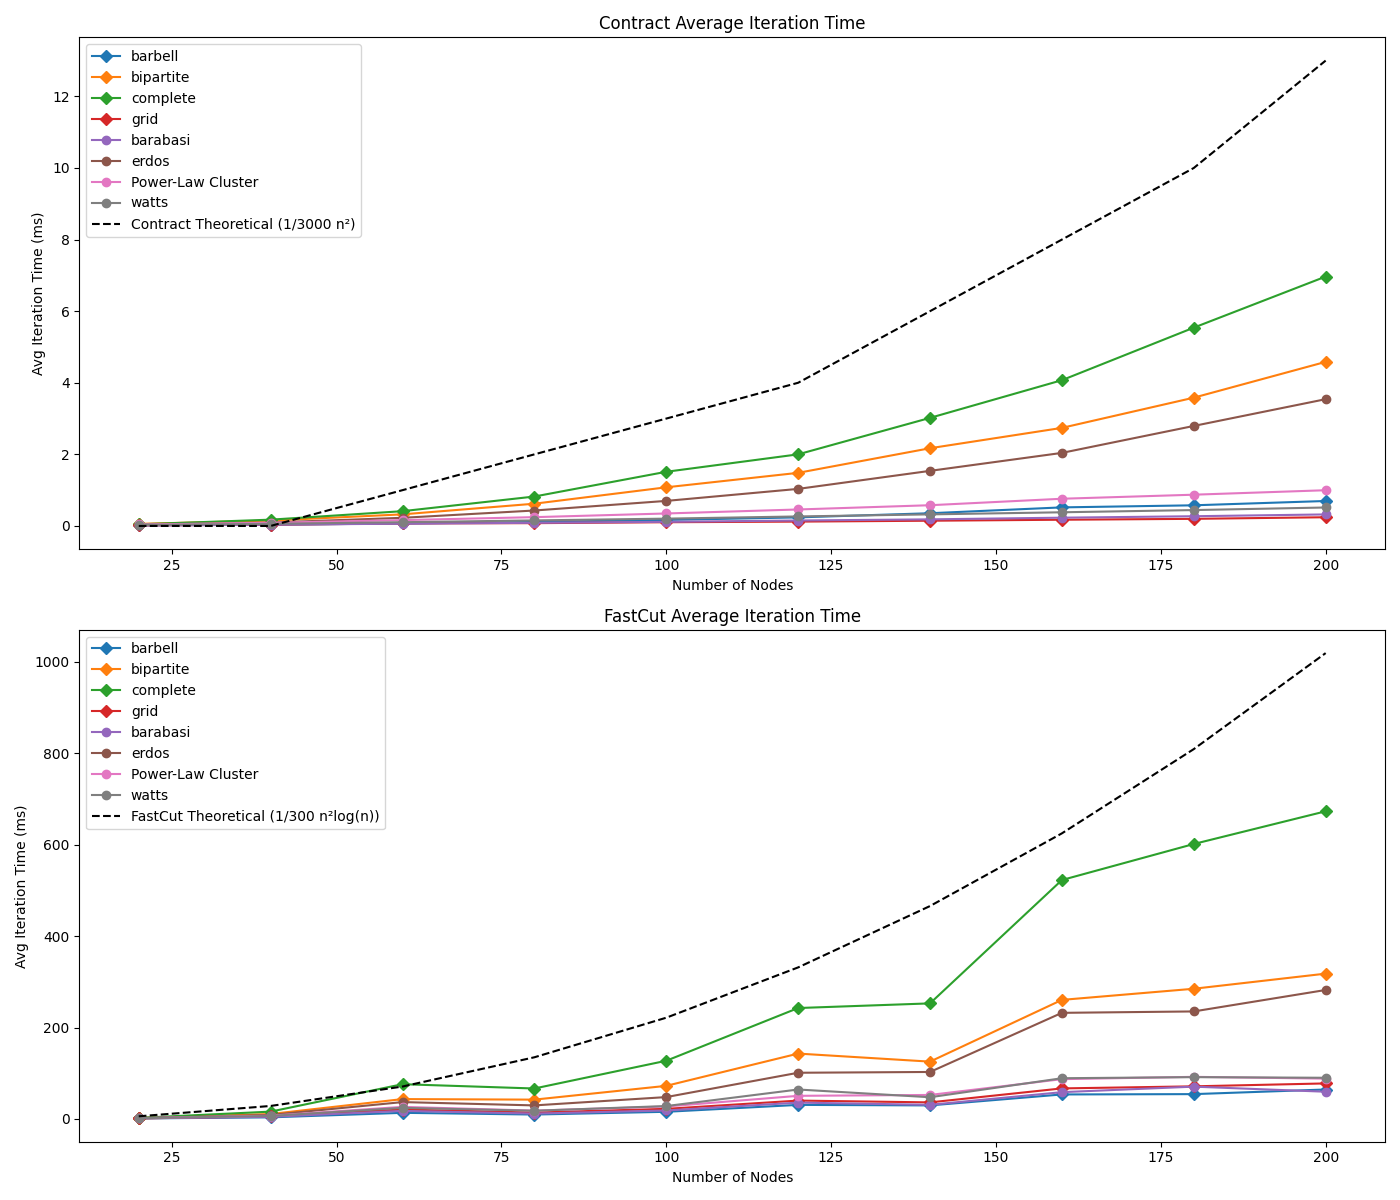 Contract Average Iteration Time
barbell
bipartite
complete
grid
barabasi
erdos
Power-Law Cluster
watts
Contract Theoretical (1/3000 n²)
Avg Iteration Time (ms)
12
10
8
6
4
2
0
25 50 75 100 125 150 175 200
Number of Nodes
FastCut Average Iteration Time
barbell
bipartite
complete
grid
barabasi
erdos
Power-Law Cluster
watts
FastCut Theoretical (1/300 n²log(n))
Avg Iteration Time (ms)
1000
800
600
400
200
0
25 50 75 100 125 150 175 200
Number of Nodes